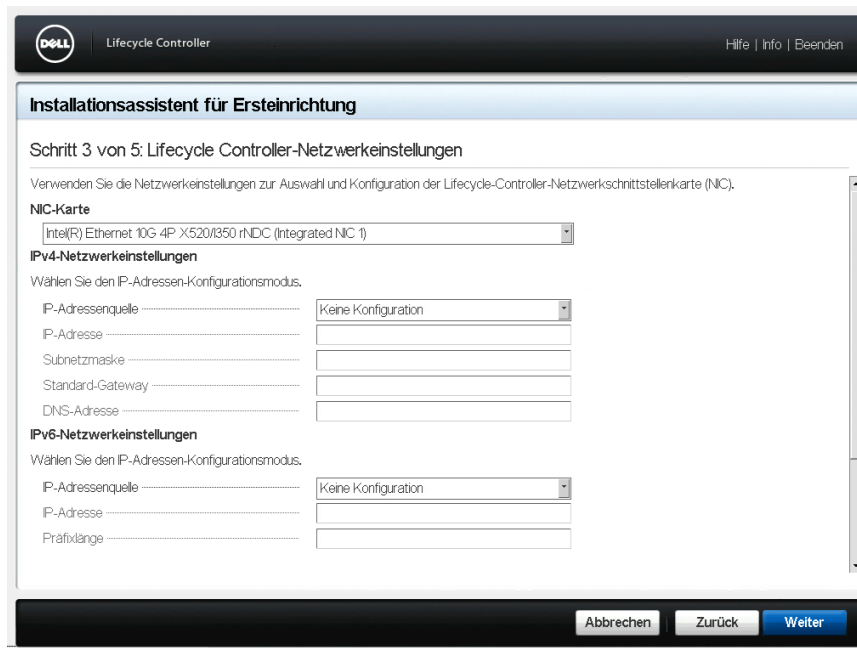 DELL
Lifecycle Controller
Hilfe | Info | Beenden
Installationsassistent für Ersteinrichtung
Schritt 3 von 5: Lifecycle Controller-Netzwerkeinstellungen
Verwenden Sie die Netzwerkeinstellungen zur Auswahl und Konfiguration der Lifecycle-Controller-Netzwerkschnittstellenkarte (NIC).
NIC-Karte
Intel(R) Ethernet 10G 4P X520/I350 rNDC (Integrated NIC 1)
IPv4-Netzwerkeinstellungen
Wählen Sie den IP-Adressen-Konfigurationsmodus.
IP-Adressenquelle Keine Konfiguration
IP-Adresse
Subnetzmaske
Standard-Gateway
DNS-Adresse
IPv6-Netzwerkeinstellungen
Wählen Sie den IP-Adressen-Konfigurationsmodus.
IP-Adressenquelle Keine Konfiguration
IP-Adresse
Präfixlänge
Abbrechen Zurück Weiter